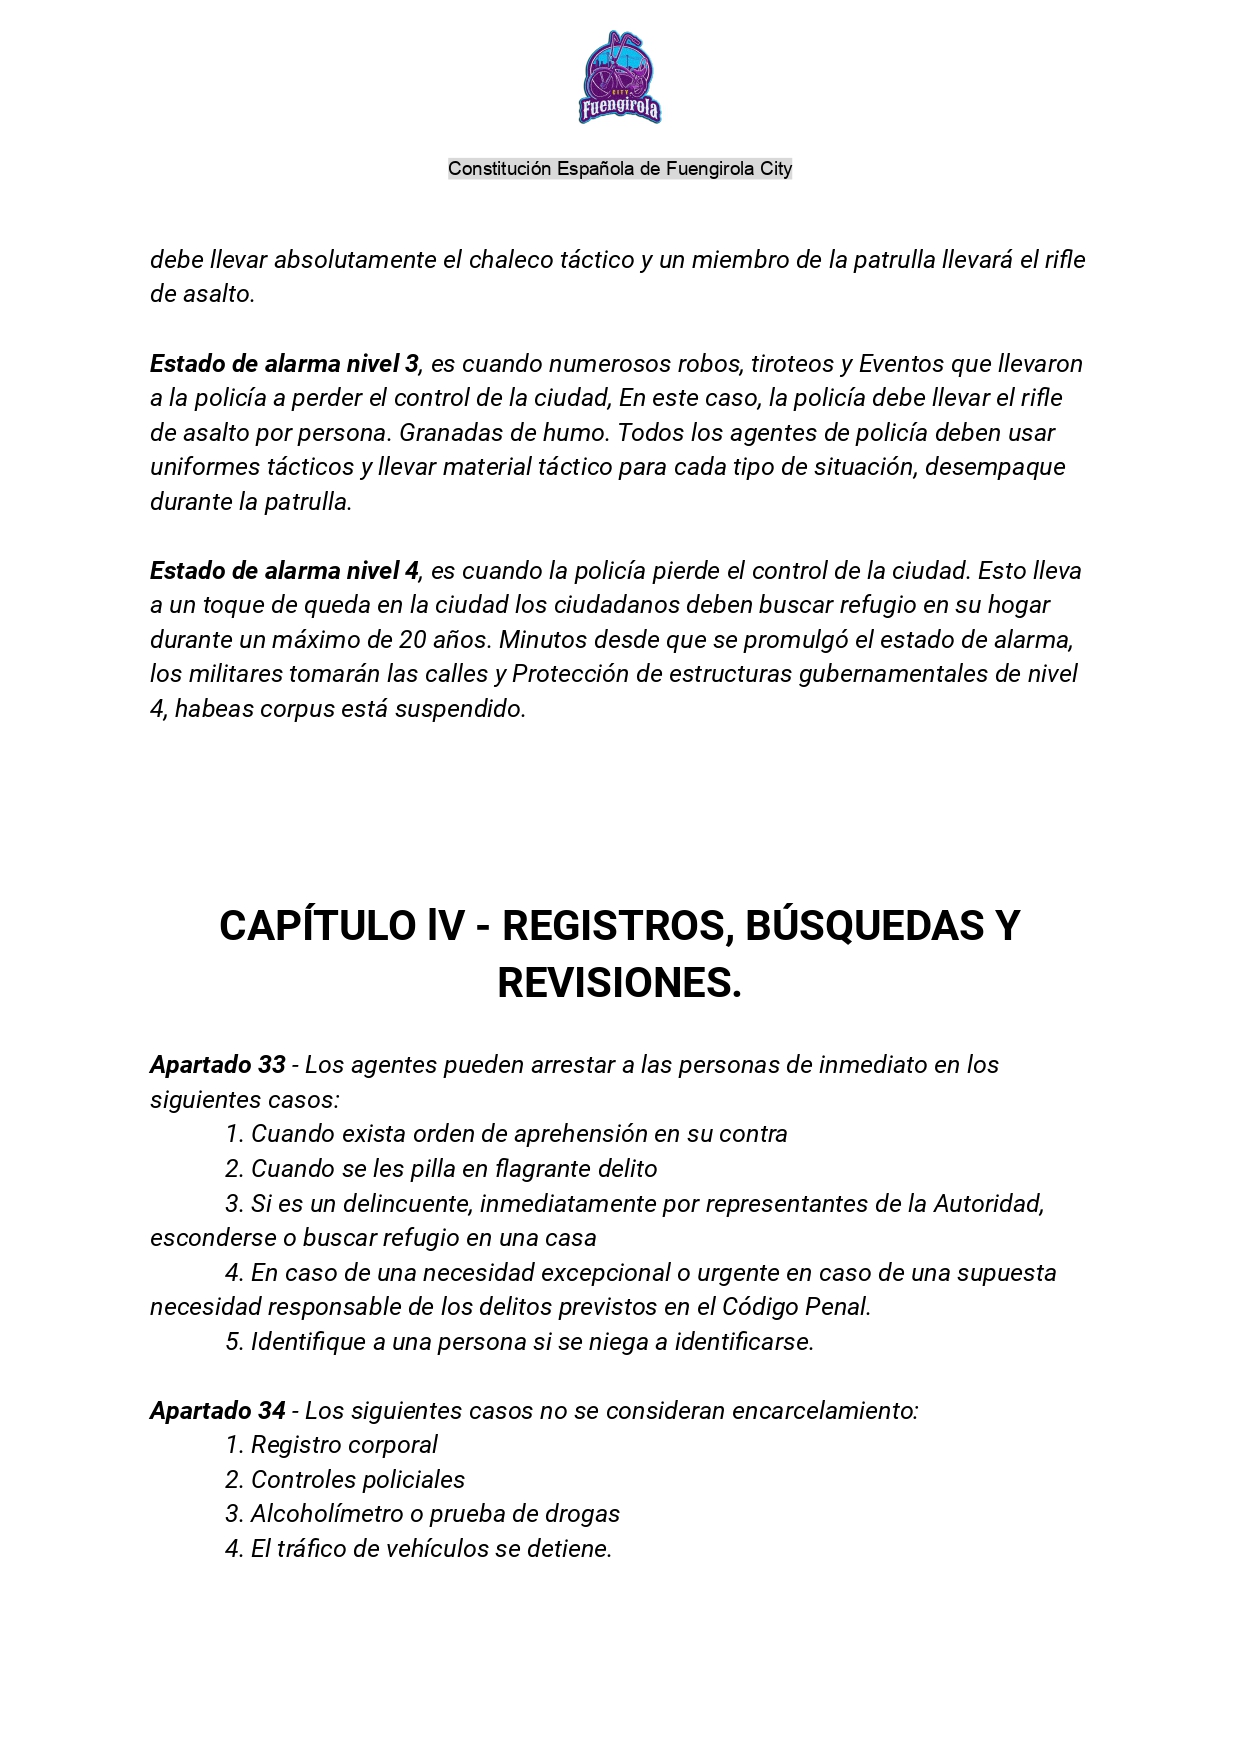 CITY
Fuengirola
Constitución Española de Fuengirola City
debe llevar absolutamente el chaleco táctico y un miembro de la patrulla llevará el rifle
de asalto.
Estado de alarma nivel 3, es cuando numerosos robos, tiroteos y Eventos que llevaron
a la policía a perder el control de la ciudad, En este caso, la policía debe llevar el rifle
de asalto por persona. Granadas de humo. Todos los agentes de policía deben usar
uniformes tácticos y llevar material táctico para cada tipo de situación, desempaque
durante la patrulla.
Estado de alarma nivel 4, es cuando la policía pierde el control de la ciudad. Esto lleva
a un toque de queda en la ciudad los ciudadanos deben buscar refugio en su hogar
durante un máximo de 20 años. Minutos desde que se promulgó el estado de alarma,
los militares tomarán las calles y Protección de estructuras gubernamentales de nivel
4, habeas corpus está suspendido.
CAPÍTULO lV - REGISTROS, BÚSQUEDAS Y
REVISIONES.
Apartado 33 - Los agentes pueden arrestar a las personas de inmediato en los
siguientes casos:
1. Cuando exista orden de aprehensión en su contra
2. Cuando se les pilla en flagrante delito
3. Si es un delincuente, inmediatamente por representantes de la Autoridad,
esconderse o buscar refugio en una casa
4. En caso de una necesidad excepcional o urgente en caso de una supuesta
necesidad responsable de los delitos previstos en el Código Penal.
5. Identifique a una persona si se niega a identificarse.
Apartado 34 - Los siguientes casos no se consideran encarcelamiento:
1. Registro corporal
2. Controles policiales
3. Alcoholímetro o prueba de drogas
4. El tráfico de vehículos se detiene.